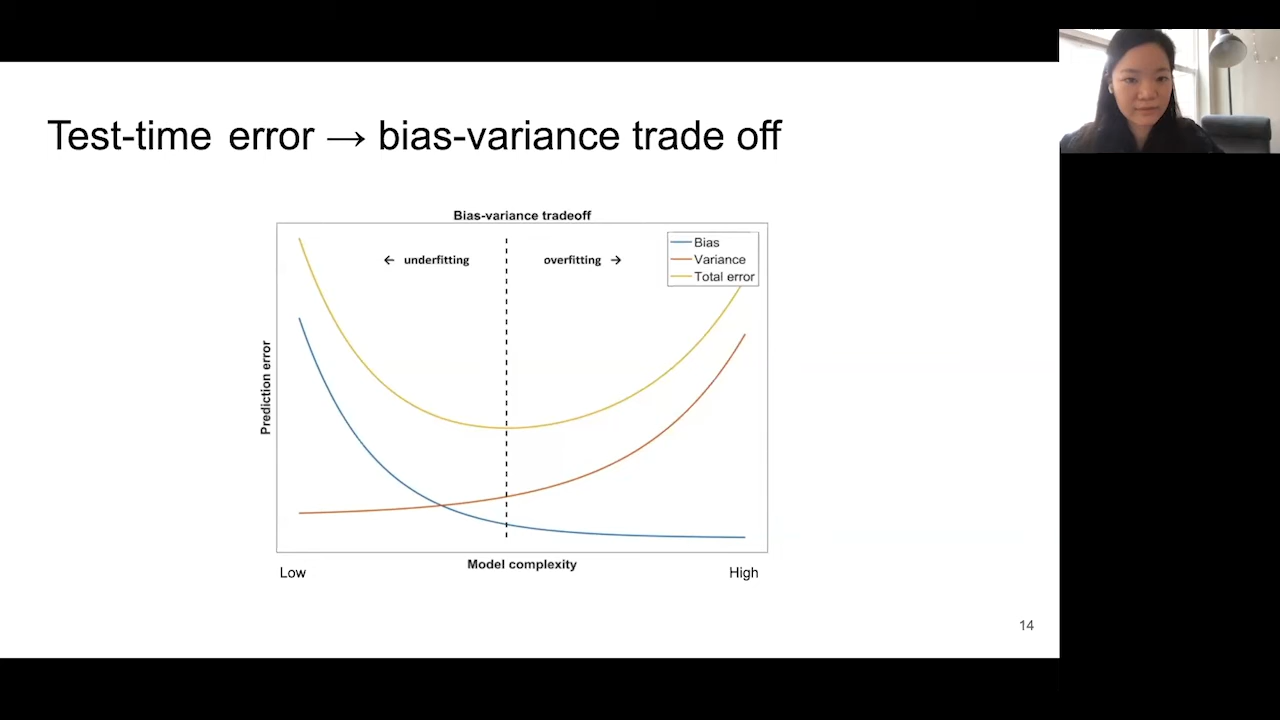 Test-time error → bias-variance trade off
Bias-variance tradeoff
← underfitting
overfitting →
Bias
Variance
Total error
Prediction error
Model complexity
Low
High
14